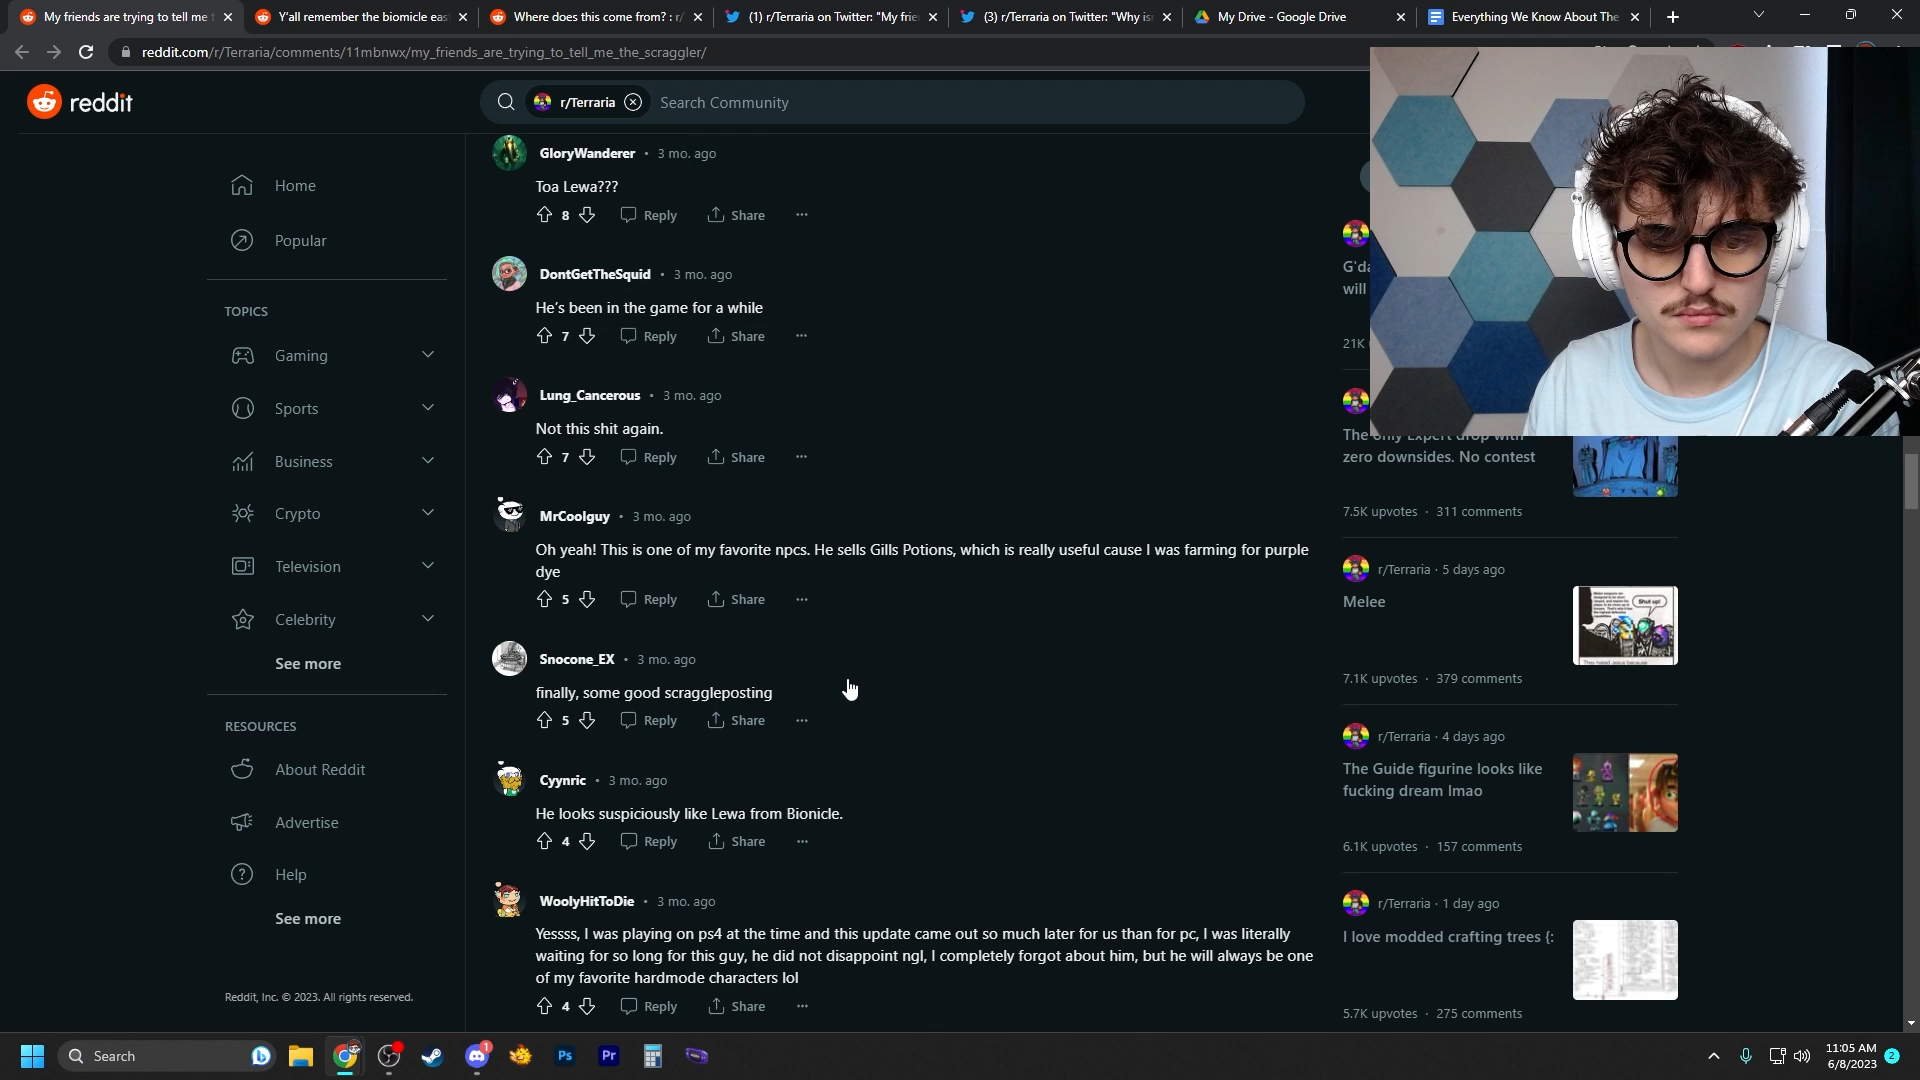 My friends are trying to tell me t
Y'all remember the biomicle eas
Where does this come from? : r/
(1) r/Terraria on Twitter: "My frie
(3) r/Terraria on Twitter: "Why is
My Drive - Google Drive
Everything We Know About The
reddit.com/r/Terraria/comments/11mbnwx/my_friends_are_trying_to_tell_me_the_scraggler/
reddit
r/Terraria
Search Community
Home
Popular
TOPICS
Gaming
Sports
Business
Crypto
Television
Celebrity
See more
RESOURCES
About Reddit
Advertise
Help
See more
Reddit, Inc. © 2023. All rights reserved.
GloryWanderer • 3 mo. ago
Toa Lewa???
8 Reply Share ...
DontGetTheSquid • 3 mo. ago
He's been in the game for a while
7 Reply Share ...
Lung_Cancerous • 3 mo. ago
Not this shit again.
7 Reply Share ...
MrCoolguy • 3 mo. ago
Oh yeah! This is one of my favorite npcs. He sells Gills Potions, which is really useful cause I was farming for purple
dye
5 Reply Share ...
Snocone_EX • 3 mo. ago
finally, some good scraggleposting
5 Reply Share ...
Cyynric • 3 mo. ago
He looks suspiciously like Lewa from Bionicle.
4 Reply Share ...
WoolyHitToDie • 3 mo. ago
Yessss, I was playing on ps4 at the time and this update came out so much later for us than for pc, I was literally
waiting for so long for this guy, he did not disappoint ngl, I completely forgot about him, but he will always be one
of my favorite hardmode characters lol
4 Reply Share ...
G'da
will
21K
The only Expert drop with
zero downsides. No contest
7.5K upvotes · 311 comments
r/Terraria · 5 days ago
Melee
Shut up!
7.1K upvotes · 379 comments
r/Terraria · 4 days ago
The Guide figurine looks like
fucking dream lmao
6.1K upvotes · 157 comments
r/Terraria · 1 day ago
I love modded crafting trees {:
5.7K upvotes · 275 comments
Search
1
Ps
Pr
11:05 AM
6/8/2023
2